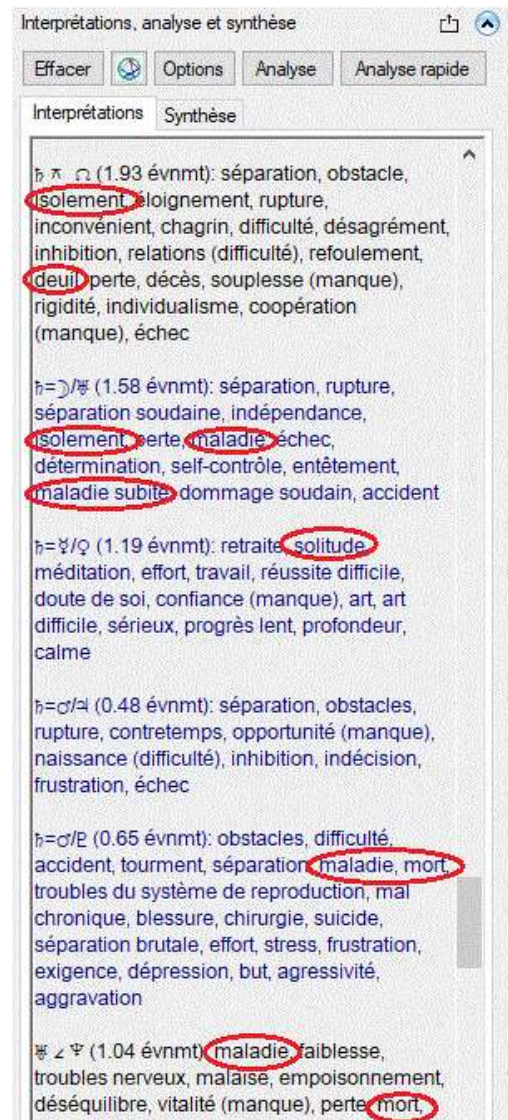 Interprétations, analyse et synthèse
Effacer Options Analyse Analyse rapide
Interprétations Synthèse
♄ ⚻ ☊ (1.93 évnmt): séparation, obstacle,
isolement, éloignement, rupture,
inconvénient, chagrin, difficulté, désagrément,
inhibition, relations (difficulté), refoulement,
deuil, perte, décès, souplesse (manque),
rigidité, individualisme, coopération
(manque), échec
♄=☽/♅ (1.58 évnmt): séparation, rupture,
séparation soudaine, indépendance,
isolement, perte, maladie, échec,
détermination, self-contrôle, entêtement,
maladie subite, dommage soudain, accident
♄=☿/♀ (1.19 évnmt): retraite, solitude,
méditation, effort, travail, réussite difficile,
doute de soi, confiance (manque), art, art
difficile, sérieux, progrès lent, profondeur,
calme
♄=♂/♃ (0.48 évnmt): séparation, obstacles,
rupture, contretemps, opportunité (manque),
naissance (difficulté), inhibition, indécision,
frustration, échec
♄=♂/♇ (0.65 évnmt): obstacles, difficulté,
accident, tourment, séparation, maladie, mort,
troubles du système de reproduction, mal
chronique, blessure, chirurgie, suicide,
séparation brutale, effort, stress, frustration,
exigence, dépression, but, agressivité,
aggravation
♅ ∠ ♆ (1.04 évnmt): maladie, faiblesse,
troubles nerveux, malaise, empoisonnement,
déséquilibre, vitalité (manque), perte, mort,